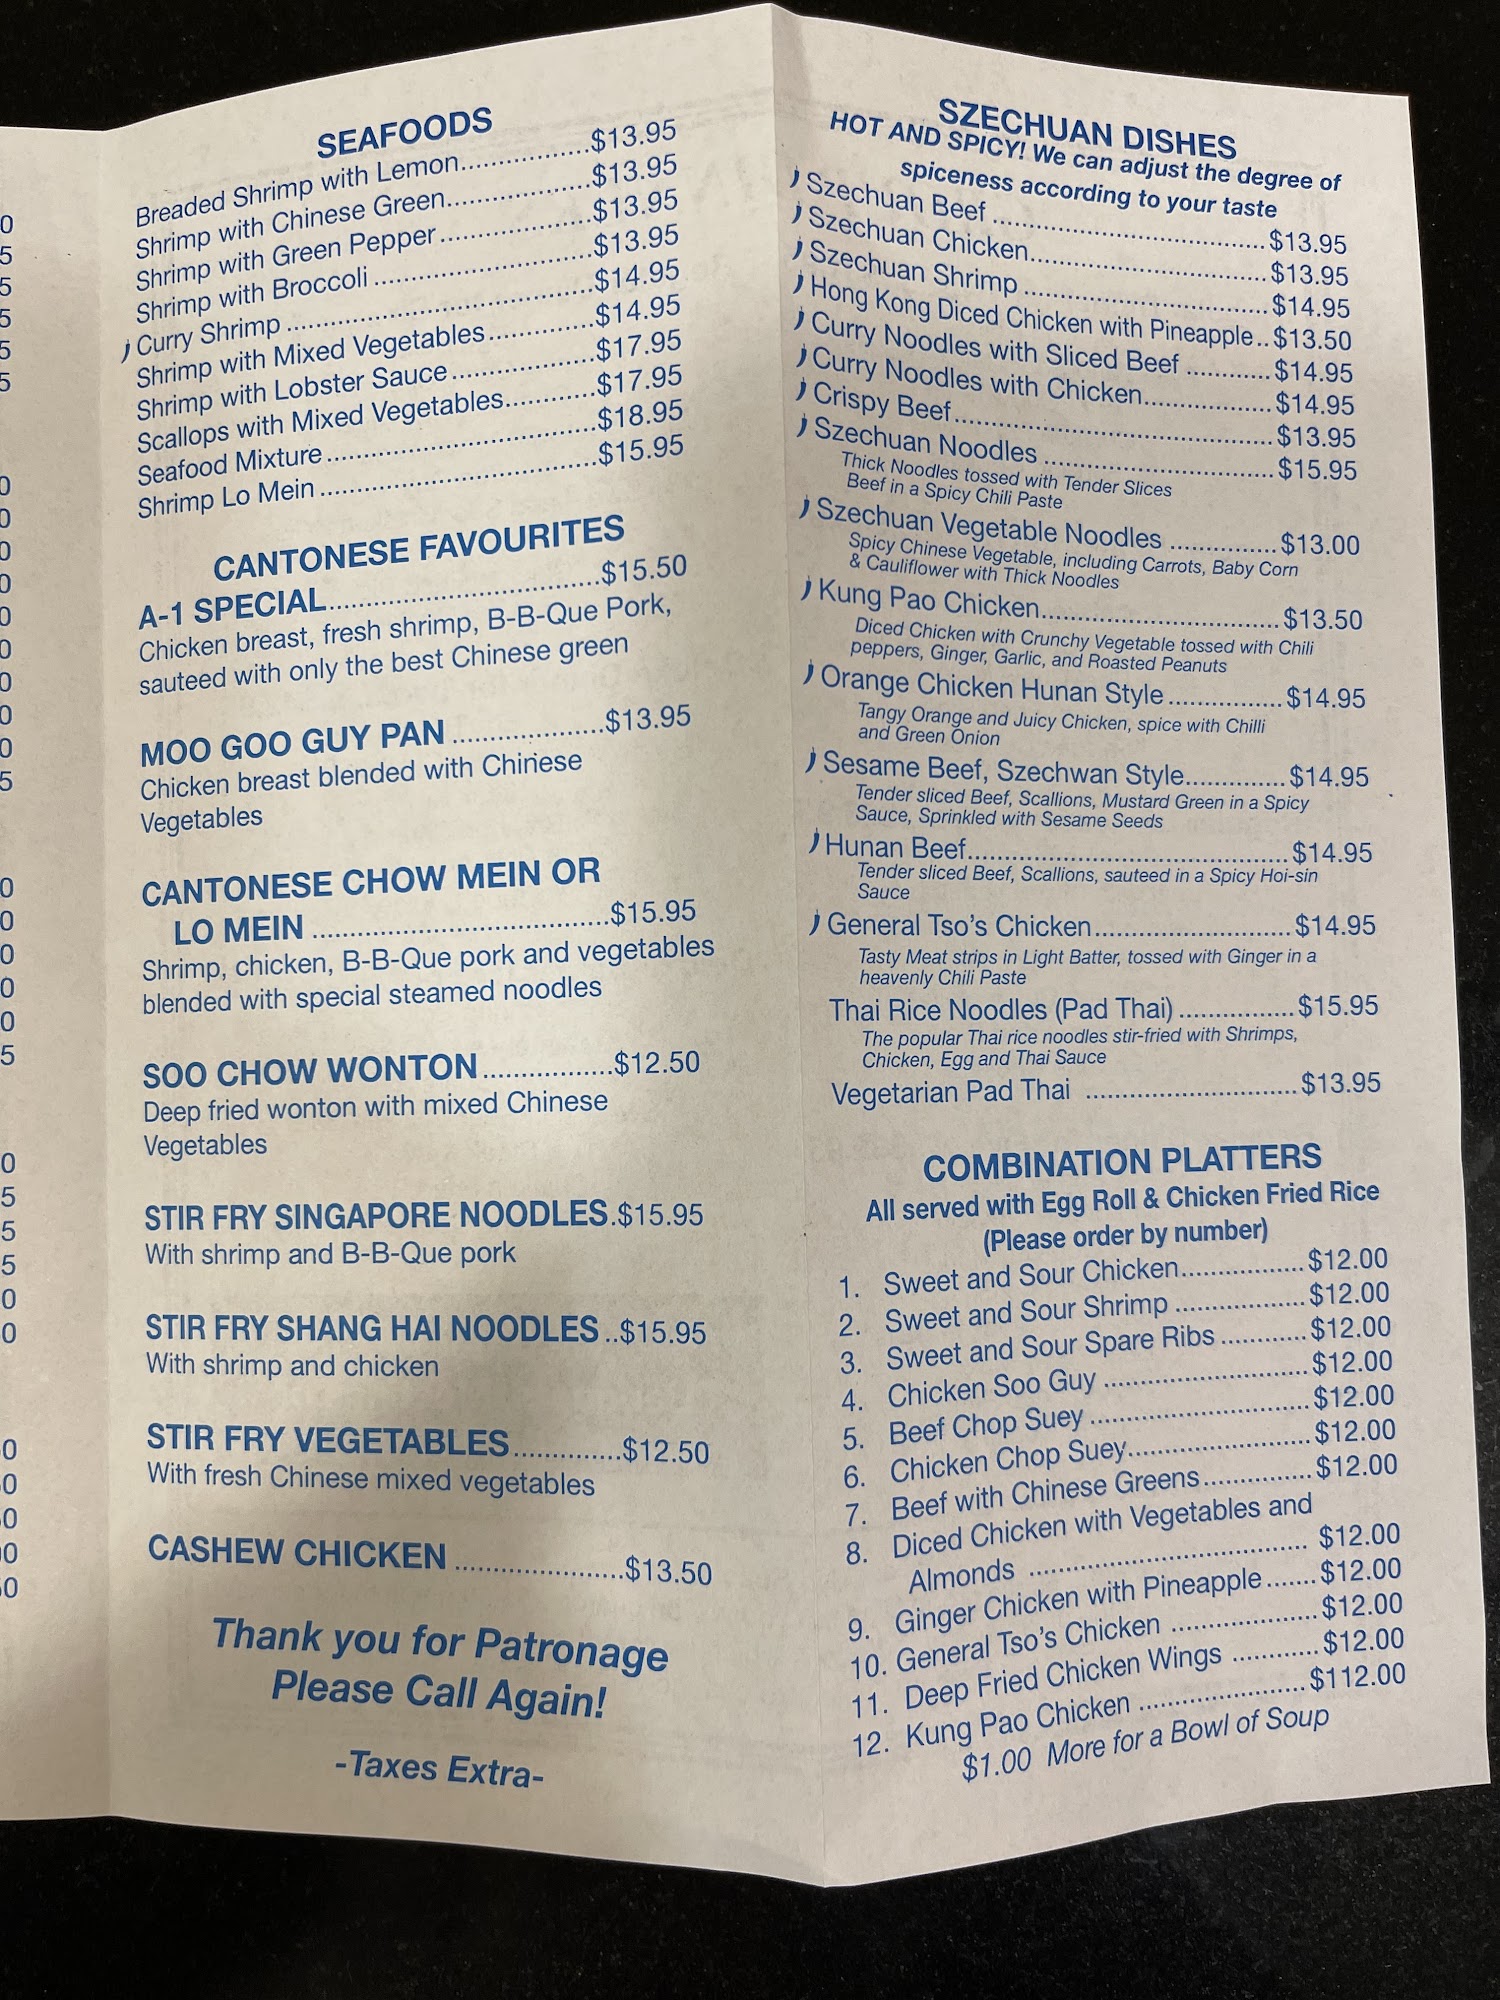 SEAFOODS
Breaded Shrimp with Lemon..................$13.95
Shrimp with Chinese Green....................$13.95
Shrimp with Green Pepper.....................$13.95
Shrimp with Broccoli ..............................$13.95
Curry Shrimp ..........................................$14.95
Shrimp with Mixed Vegetables..............$14.95
Shrimp with Lobster Sauce...................$17.95
Scallops with Mixed Vegetables............$17.95
Seafood Mixture....................................$18.95
Shrimp Lo Mein.....................................$15.95
CANTONESE FAVOURITES
A-1 SPECIAL....................................$15.50
Chicken breast, fresh shrimp, B-B-Que Pork,
sauteed with only the best Chinese green
MOO GOO GUY PAN ....................$13.95
Chicken breast blended with Chinese
Vegetables
CANTONESE CHOW MEIN OR
LO MEIN .......................................$15.95
Shrimp, chicken, B-B-Que pork and vegetables
blended with special steamed noodles
SOO CHOW WONTON.................$12.50
Deep fried wonton with mixed Chinese
Vegetables
STIR FRY SINGAPORE NOODLES.$15.95
With shrimp and B-B-Que pork
STIR FRY SHANG HAI NOODLES..$15.95
With shrimp and chicken
STIR FRY VEGETABLES..............$12.50
With fresh Chinese mixed vegetables
CASHEW CHICKEN ......................$13.50
Thank you for Patronage
Please Call Again!
-Taxes Extra-
SZECHUAN DISHES
HOT AND SPICY! We can adjust the degree of
spiceness according to your taste
Szechuan Beef ....................................$13.95
Szechuan Chicken...............................$13.95
Szechuan Shrimp ................................$14.95
Hong Kong Diced Chicken with Pineapple..$13.50
Curry Noodles with Sliced Beef ............$14.95
Curry Noodles with Chicken.................$14.95
Crispy Beef..........................................$13.95
Szechuan Noodles ..............................$15.95
Thick Noodles tossed with Tender Slices
Beef in a Spicy Chili Paste
Szechuan Vegetable Noodles ...............$13.00
Spicy Chinese Vegetable, including Carrots, Baby Corn
& Cauliflower with Thick Noodles
Kung Pao Chicken................................$13.50
Diced Chicken with Crunchy Vegetable tossed with Chili
peppers, Ginger, Garlic, and Roasted Peanuts
Orange Chicken Hunan Style................$14.95
Tangy Orange and Juicy Chicken, spice with Chilli
and Green Onion
Sesame Beef, Szechwan Style..............$14.95
Tender sliced Beef, Scallions, Mustard Green in a Spicy
Sauce, Sprinkled with Sesame Seeds
Hunan Beef............................................$14.95
Tender sliced Beef, Scallions, sauteed in a Spicy Hoi-sin
Sauce
General Tso's Chicken...........................$14.95
Tasty Meat strips in Light Batter, tossed with Ginger in a
heavenly Chili Paste
Thai Rice Noodles (Pad Thai) ................$15.95
The popular Thai rice noodles stir-fried with Shrimps,
Chicken, Egg and Thai Sauce
Vegetarian Pad Thai .............................$13.95
COMBINATION PLATTERS
All served with Egg Roll & Chicken Fried Rice
(Please order by number)
1. Sweet and Sour Chicken.................$12.00
2. Sweet and Sour Shrimp ..................$12.00
3. Sweet and Sour Spare Ribs ............$12.00
4. Chicken Soo Guy ............................$12.00
5. Beef Chop Suey ..............................$12.00
6. Chicken Chop Suey.........................$12.00
7. Beef with Chinese Greens...............$12.00
8. Diced Chicken with Vegetables and
Almonds ....................................... $12.00
9. Ginger Chicken with Pineapple.......$12.00
10. General Tso's Chicken ....................$12.00
11. Deep Fried Chicken Wings ............$12.00
12. Kung Pao Chicken .......................$112.00
$1.00 More for a Bowl of Soup